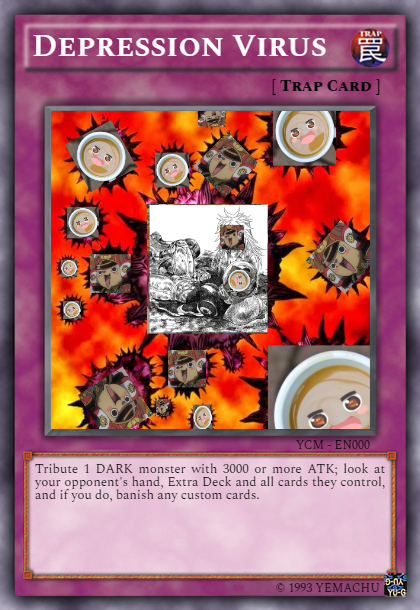 DEPRESSION VIRUS
TRAP
罠
[ TRAP CARD ]
YCM - EN000
Tribute 1 DARK monster with 3000 or more ATK; look at
your opponent's hand, Extra Deck and all cards they control,
and if you do, banish any custom cards.
© 1993 YEMACHU